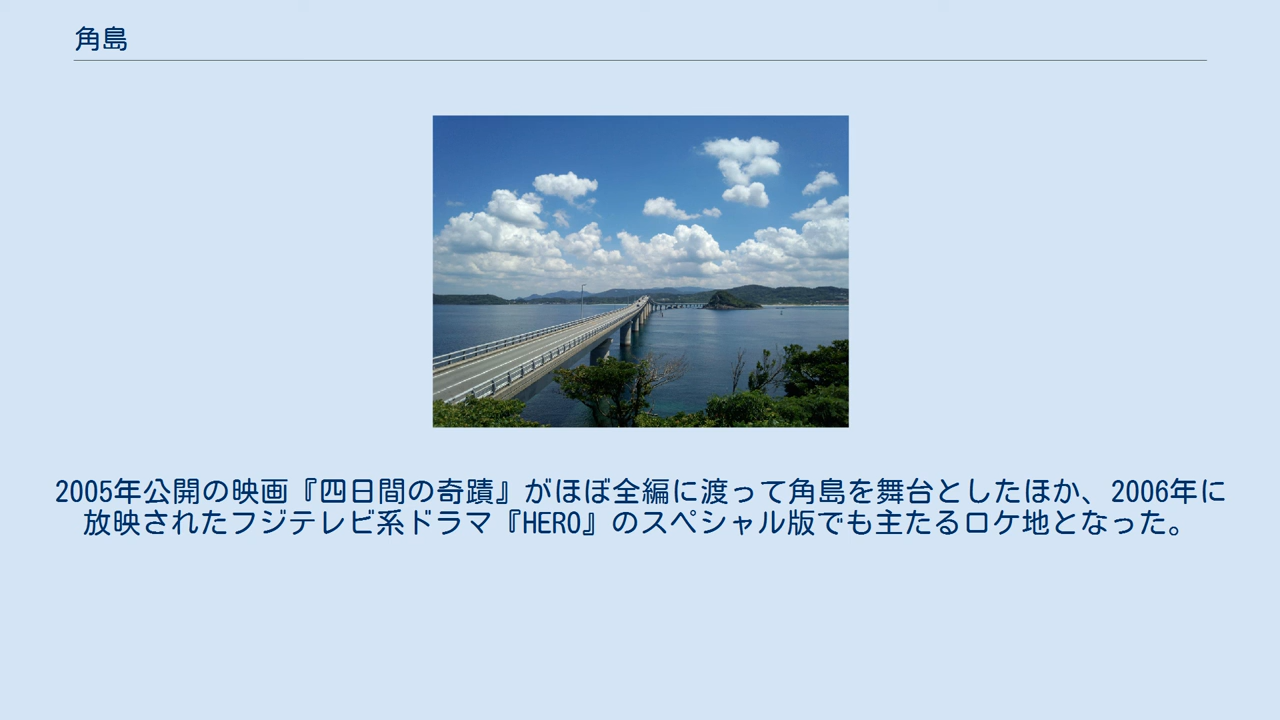 角島
2005年公開の映画『四日間の奇蹟』がほぼ全編に渡って角島を舞台としたほか、2006年に
放映されたフジテレビ系ドラマ『HERO』のスペシャル版でも主たるロケ地となった。